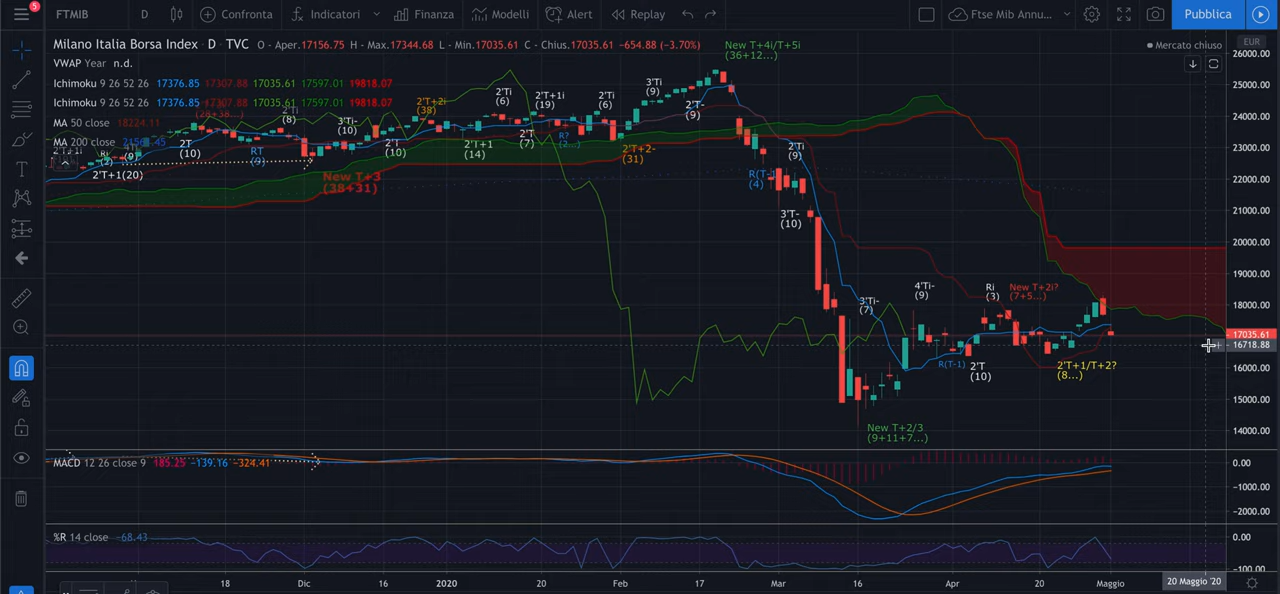 5
FTMIB
D
Confronta
Indicatori
Finanza
Modelli
Alert
Replay
Ftse Mib Annu...
Pubblica
Milano Italia Borsa Index · D · TVC O - Aper.17156.75 H - Max.17344.68 L - Min.17035.61 C - Chius.17035.61 -654.88 (-3.70%)
VWAP Year n.d.
Ichimoku 9 26 52 26 17376.85 17307.88 17035.61 17597.01 19818.07
Ichimoku 9 26 52 26 17376.85 17307.88 17035.61 17597.01 19818.07
MA 50 close 18224.11
MA 200 close
Mercato chiuso
EUR
New T+4i/T+5i
(36+12...)
2'Ti
(8)
3'Ti-
(10)
2'T+2i
(38)
2'Ti
(6)
2'T+1i
(19)
2'Ti
(6)
3'Ti
(9)
2'T-
(9)
2'T+1(20)
2T
(10)
RT
(9)
New T+3
(38+31)
2'T
(10)
2'T+1
(14)
2'T
(7)
R?
(2...)
2'T+2-
(31)
R(T-1)
(4)
2'Ti
(9)
3'T-
(10)
3'Ti-
(7)
4'Ti-
(9)
Ri
(3)
New T+2i?
(7+5...)
R(T-1)
2'T
(10)
2'T+1/T+2?
(8...)
New T+2/3
(9+11+7...)
26000.00
25000.00
24000.00
23000.00
22000.00
21000.00
20000.00
19000.00
18000.00
17035.61
16718.88
16000.00
15000.00
14000.00
MACD 12 26 close 9 185.25 -139.16 -324.41
0.00
-1000.00
-2000.00
%R 14 close -68.43
0.00
-100.00
18
Dic
16
2020
20
Feb
17
Mar
16
Apr
20
Maggio
20 Maggio '20